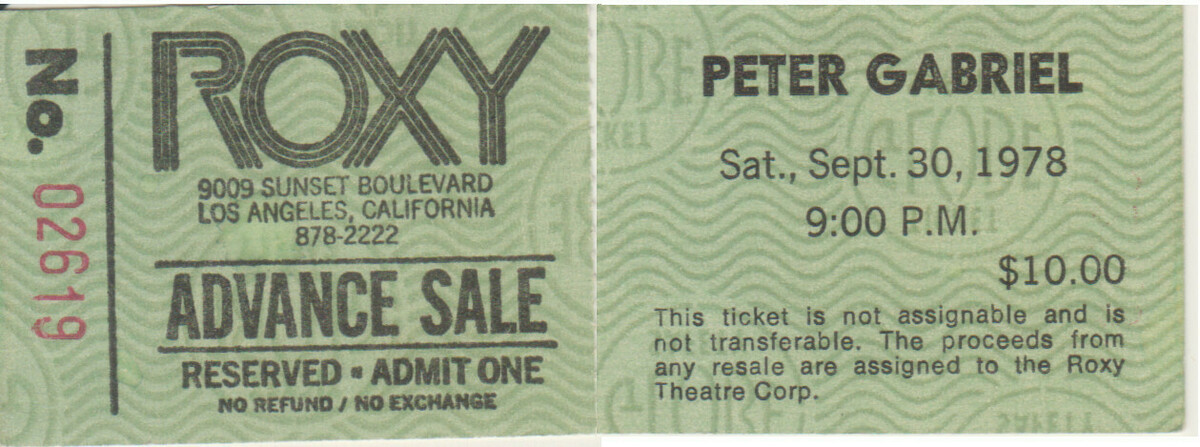 No. 02619
ROXY
9009 SUNSET BOULEVARD
LOS ANGELES, CALIFORNIA
878-2222
ADVANCE SALE
RESERVED • ADMIT ONE
NO REFUND / NO EXCHANGE
PETER GABRIEL
Sat., Sept. 30, 1978
9:00 P.M.
$10.00
This ticket is not assignable and is
not transferable. The proceeds from
any resale are assigned to the Roxy
Theatre Corp.